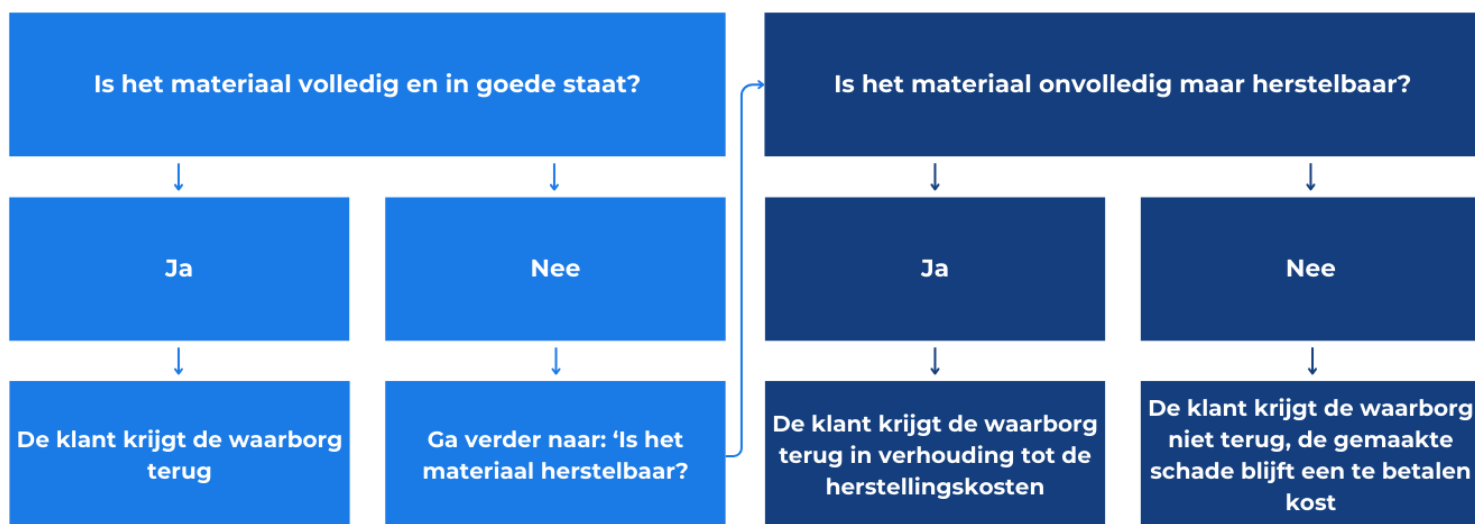 Is het materiaal volledig en in goede staat?
Is het materiaal onvolledig maar herstelbaar?
Ja
Nee
Ja
Nee
De klant krijgt de waarborg
terug
Ga verder naar: ‘Is het
materiaal herstelbaar?
De klant krijgt de waarborg
terug in verhouding tot de
herstellingskosten
De klant krijgt de waarborg
niet terug, de gemaakte
schade blijft een te betalen
kost